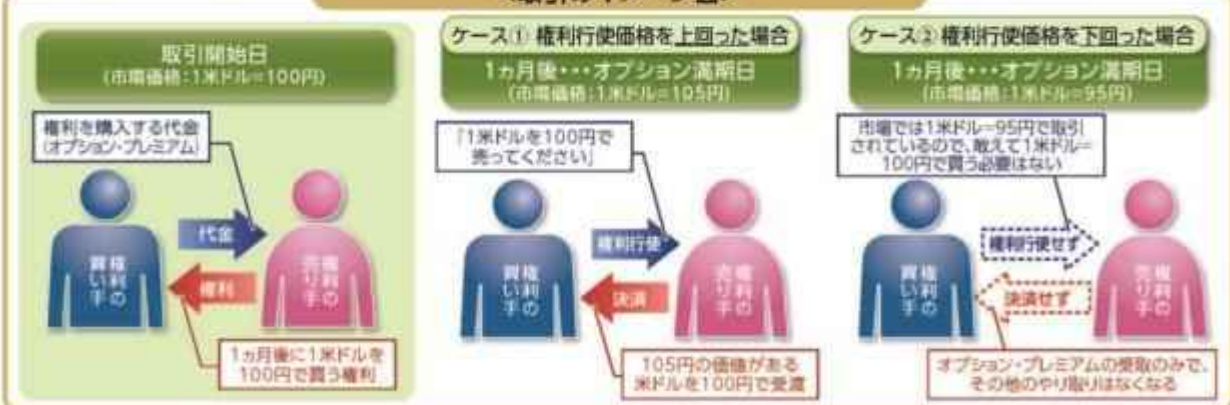 取引開始日
(市場価格:1米ドル=100円)
権利を購入する代金
(オプション・プレミアム)
代金
権利
権利の
買い手
権利の
売り手
1ヵ月後に1米ドルを
100円で買う権利
ケース① 権利行使価格を上回った場合
1ヵ月後・・・オプション満期日
(市場価格:1米ドル=105円)
「1米ドルを100円で
売ってください」
権利行使
決済
権利の
買い手
権利の
売り手
105円の価値がある
米ドルを100円で受渡
ケース② 権利行使価格を下回った場合
1ヵ月後・・・オプション満期日
(市場価格:1米ドル=95円)
市場では1米ドル=95円で取引
されているので、敢えて1米ドル=
100円で買う必要はない
権利行使せず
決済せず
権利の
買い手
権利の
売り手
オプション・プレミアムの受取のみで、
その他のやり取りはなくなる